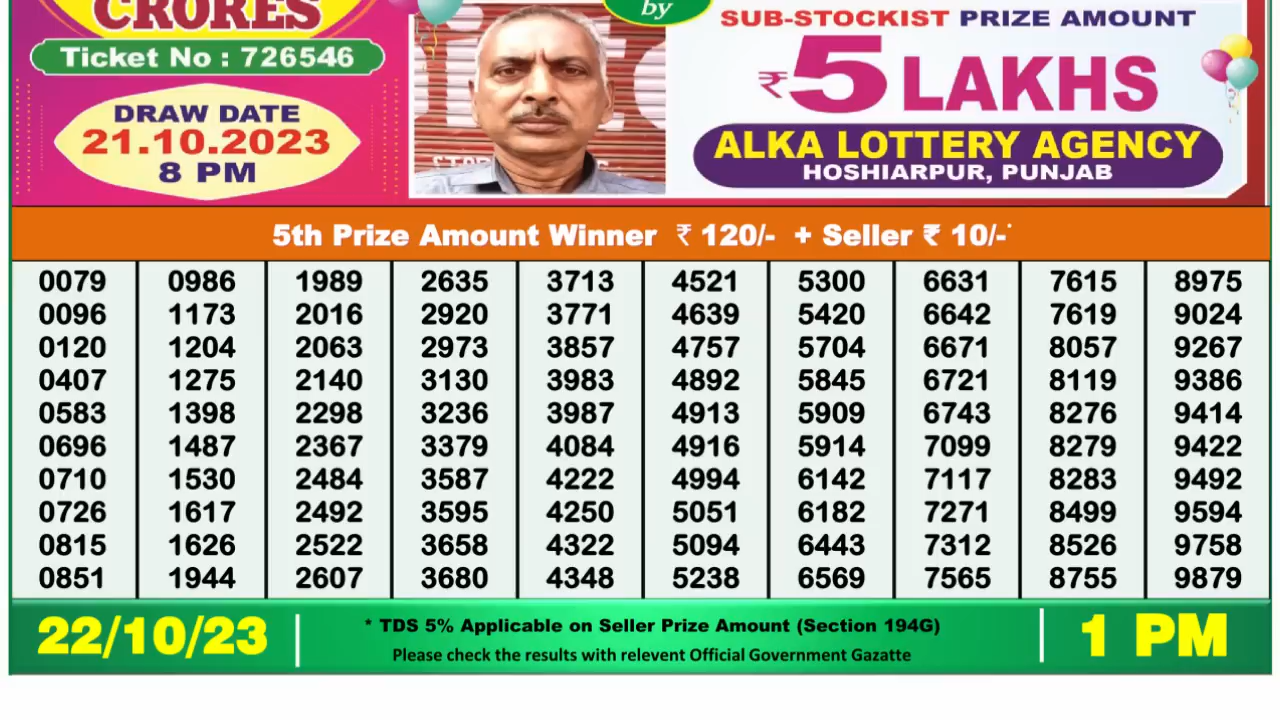 CRORES
Ticket No : 726546
DRAW DATE
21.10.2023
8 PM
by
SUB-STOCKIST PRIZE AMOUNT
₹5 LAKHS
ALKA LOTTERY AGENCY
HOSHIARPUR, PUNJAB
5th Prize Amount Winner ₹ 120/- + Seller ₹ 10/-*
0079 0986 1989 2635 3713 4521 5300 6631 7615 8975
0096 1173 2016 2920 3771 4639 5420 6642 7619 9024
0120 1204 2063 2973 3857 4757 5704 6671 8057 9267
0407 1275 2140 3130 3983 4892 5845 6721 8119 9386
0583 1398 2298 3236 3987 4913 5909 6743 8276 9414
0696 1487 2367 3379 4084 4916 5914 7099 8279 9422
0710 1530 2484 3587 4222 4994 6142 7117 8283 9492
0726 1617 2492 3595 4250 5051 6182 7271 8499 9594
0815 1626 2522 3658 4322 5094 6443 7312 8526 9758
0851 1944 2607 3680 4348 5238 6569 7565 8755 9879
22/10/23
* TDS 5% Applicable on Seller Prize Amount (Section 194G)
Please check the results with relevent Official Government Gazatte
1 PM